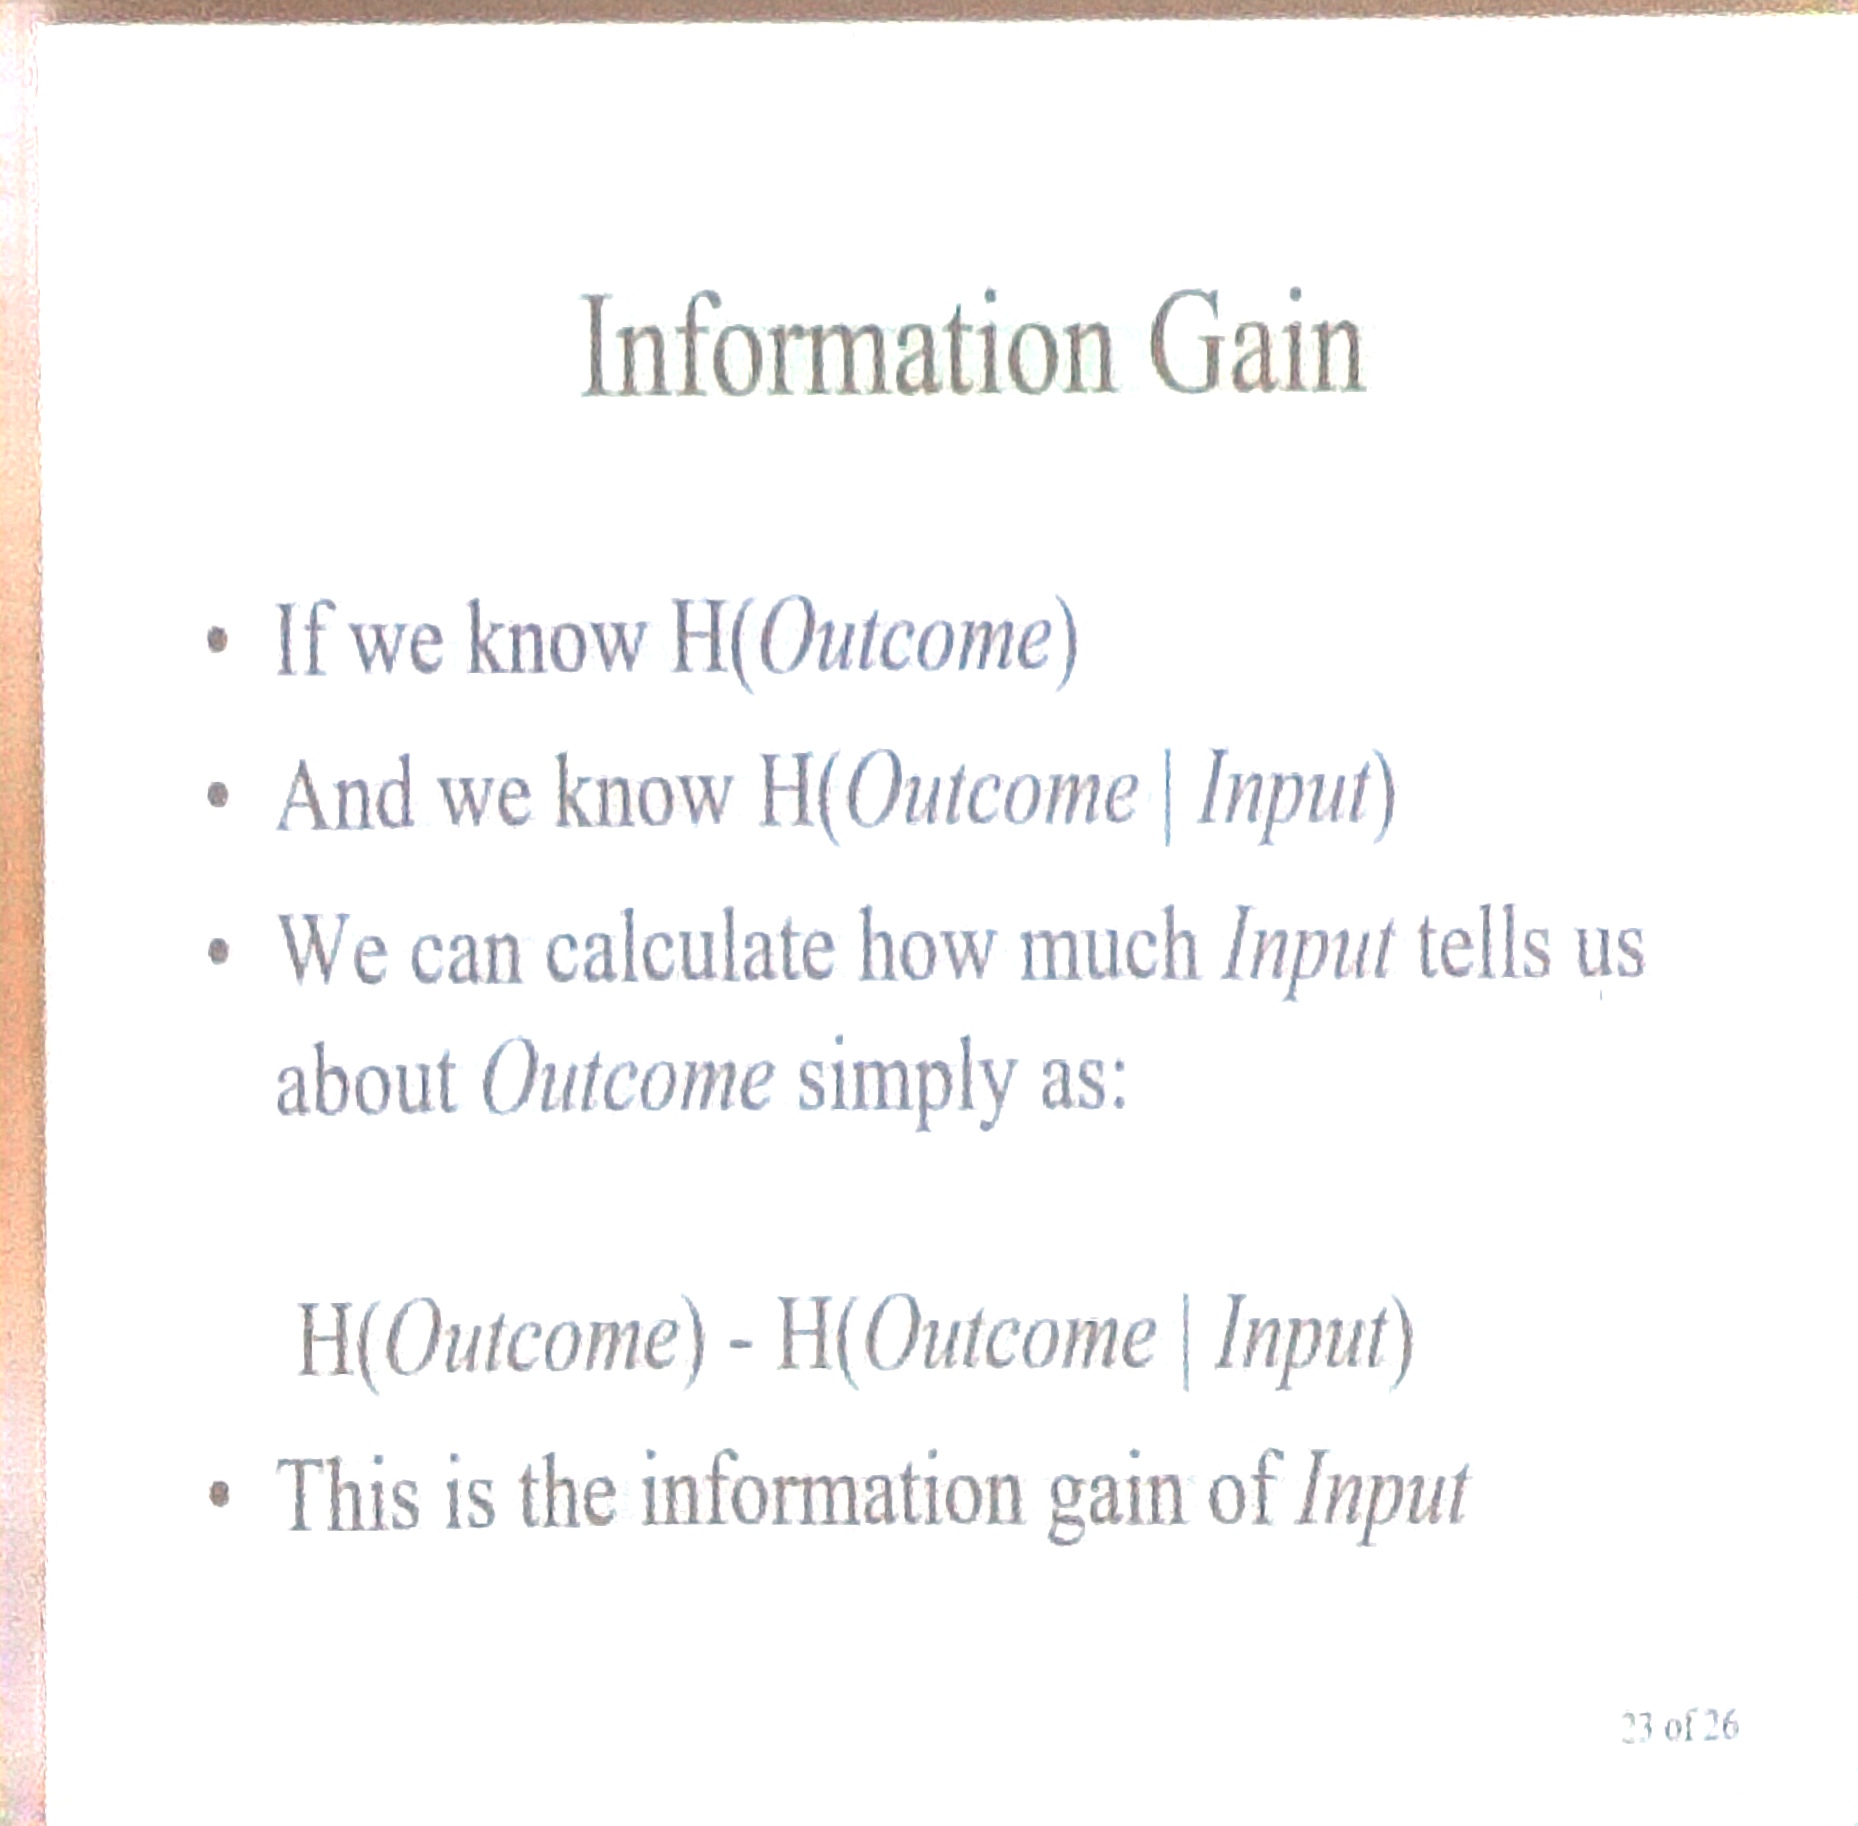 Information Gain
• If we know H(Outcome)
• And we know H(Outcome | Input)
• We can calculate how much Input tells us
about Outcome simply as:
H(Outcome) - H(Outcome | Input)
• This is the information gain of Input
23 of 26